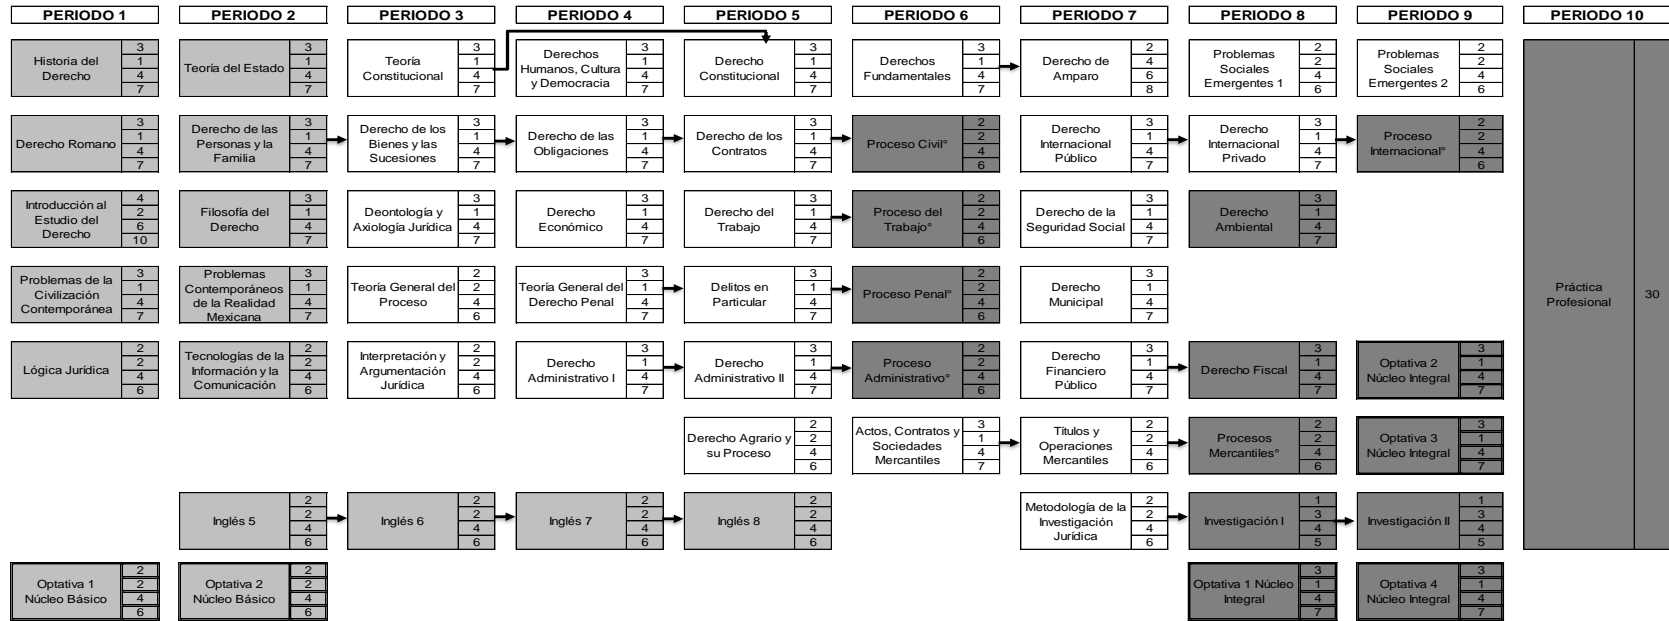 PERIODO 1
PERIODO 2
PERIODO 3
PERIODO 4
PERIODO 5
PERIODO 6
PERIODO 7
PERIODO 8
PERIODO 9
PERIODO 10
Historia del
Derecho
3
1
4
7
Teoría del Estado
3
1
4
7
Teoría
Constitucional
3
1
4
7
Derechos
Humanos, Cultura
y Democracia
3
1
4
7
Derecho
Constitucional
3
1
4
7
Derechos
Fundamentales
3
1
4
7
Derecho de
Amparo
2
4
6
8
Problemas
Sociales
Emergentes 1
2
2
4
6
Problemas
Sociales
Emergentes 2
2
2
4
6
Práctica
Profesional
30
Derecho Romano
3
1
4
7
Derecho de las
Personas y la
Familia
3
1
4
7
Derecho de los
Bienes y las
Sucesiones
3
1
4
7
Derecho de las
Obligaciones
3
1
4
7
Derecho de los
Contratos
3
1
4
7
Proceso Civil°
2
2
4
6
Derecho
Internacional
Público
3
1
4
7
Derecho
Internacional
Privado
3
1
4
7
Proceso
Internacional°
2
2
4
6
Introducción al
Estudio del
Derecho
4
2
6
10
Filosofía del
Derecho
3
1
4
7
Deontología y
Axiología Jurídica
3
1
4
7
Derecho
Económico
3
1
4
7
Derecho del
Trabajo
3
1
4
7
Proceso del
Trabajo°
2
2
4
6
Derecho de la
Seguridad Social
3
1
4
7
Derecho
Ambiental
3
1
4
7
Problemas de la
Civilización
Contemporánea
3
1
4
7
Problemas
Contemporáneos
de la Realidad
Mexicana
3
1
4
7
Teoría General del
Proceso
2
2
4
6
Teoría General del
Derecho Penal
3
1
4
7
Delitos en
Particular
3
1
4
7
Proceso Penal°
2
2
4
6
Derecho
Municipal
3
1
4
7
Lógica Jurídica
2
2
4
6
Tecnologías de la
Información y la
Comunicación
2
2
4
6
Interpretación y
Argumentación
Jurídica
2
2
4
6
Derecho
Administrativo I
3
1
4
7
Derecho
Administrativo II
3
1
4
7
Proceso
Administrativo°
2
2
4
6
Derecho
Financiero
Público
3
1
4
7
Derecho Fiscal
3
1
4
7
Optativa 2
Núcleo Integral
3
1
4
7
Derecho Agrario y
su Proceso
2
2
4
6
Actos, Contratos y
Sociedades
Mercantiles
3
1
4
7
Títulos y
Operaciones
Mercantiles
2
2
4
6
Procesos
Mercantiles°
2
2
4
6
Optativa 3
Núcleo Integral
3
1
4
7
Inglés 5
2
2
4
6
Inglés 6
2
2
4
6
Inglés 7
2
2
4
6
Inglés 8
2
2
4
6
Metodología de la
Investigación
Jurídica
2
2
4
6
Investigación I
1
3
4
5
Investigación II
1
3
4
5
Optativa 1
Núcleo Básico
2
2
4
6
Optativa 2
Núcleo Básico
2
2
4
6
Optativa 1 Núcleo
Integral
3
1
4
7
Optativa 4
Núcleo Integral
3
1
4
7